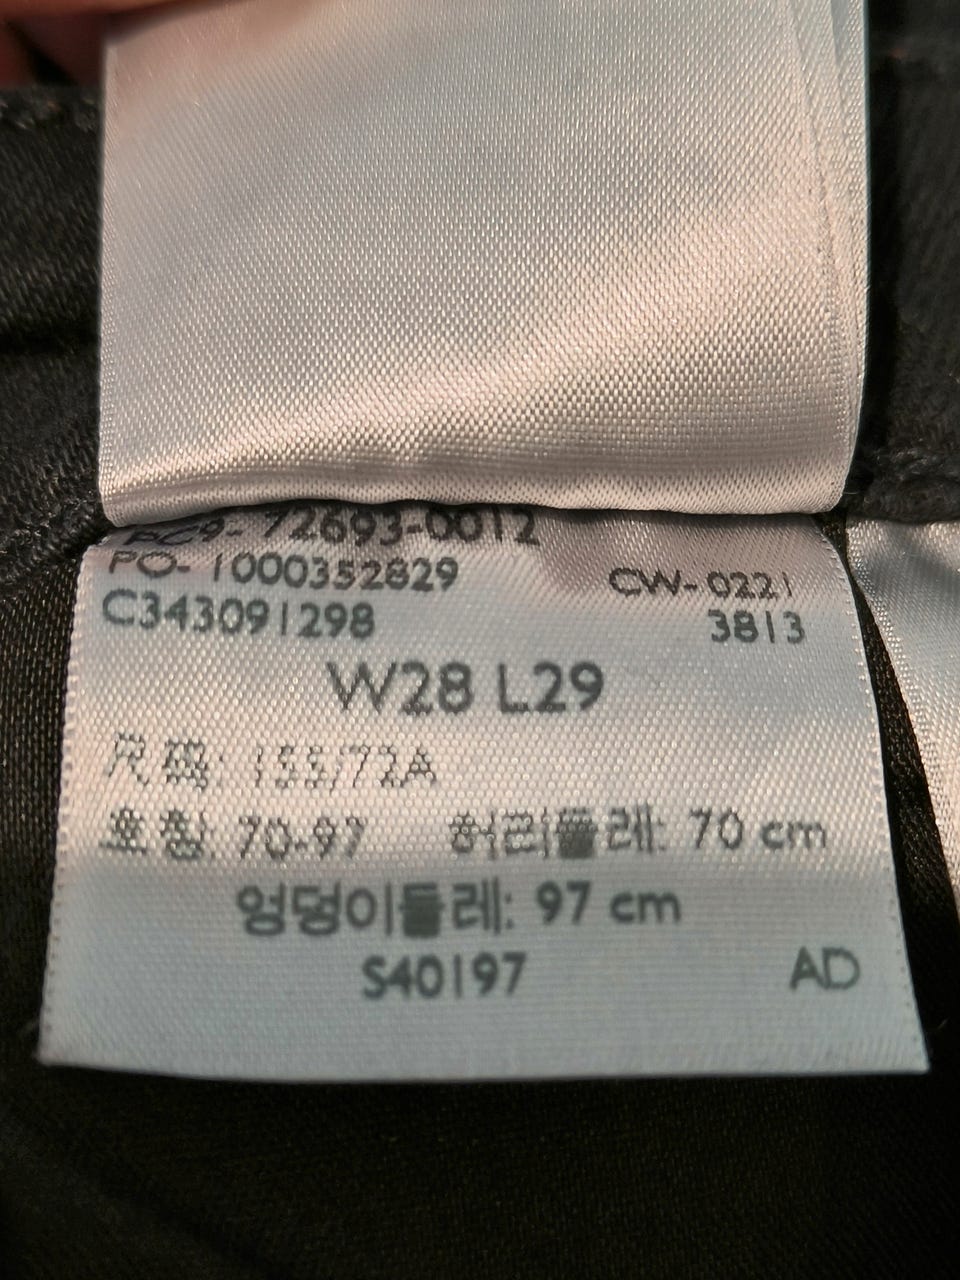 PC9- 72693-0012
PO- 1000352829 CW- 0221
C343091298 3813
W28 L29
尺码: 155/72A
호칭: 70-97 허리둘레: 70 cm
엉덩이둘레: 97 cm
S40197 AD